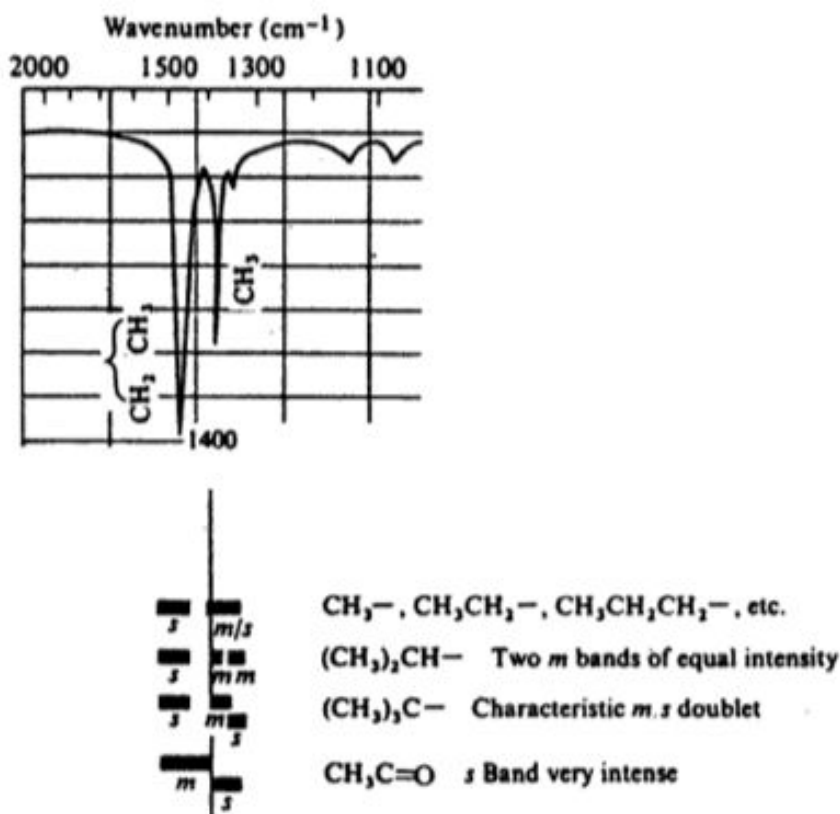 Wavenumber (cm⁻¹)
2000 1500 1300 1100
CH₃
CH₃
CH₂
1400
s m/s CH₃—, CH₃CH₂—, CH₃CH₂CH₂—, etc.
s m m (CH₃)₂CH— Two m bands of equal intensity
s m s (CH₃)₃C— Characteristic m.s doublet
m s CH₃C=O s Band very intense